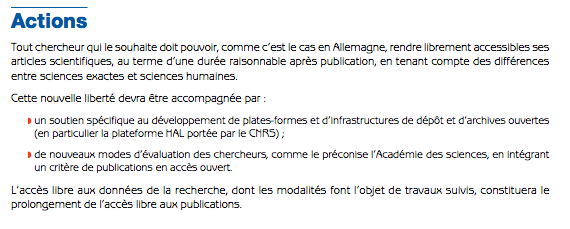 Actions
Tout chercheur qui le souhaite doit pouvoir, comme c'est le cas en Allemagne, rendre librement accessibles ses
articles scientifiques, au terme d'une durée raisonnable après publication, en tenant compte des différences
entre sciences exactes et sciences humaines.
Cette nouvelle liberté devra être accompagnée par :
un soutien spécifique au développement de plates-formes et d'infrastructures de dépôt et d'archives ouvertes
(en particulier la plateforme HAL portée par le CNRS) ;
de nouveaux modes d'évaluation des chercheurs, comme le préconise l'Académie des sciences, en intégrant
un critère de publications en accès ouvert.
L'accès libre aux données de la recherche, dont les modalités font l'objet de travaux suivis, constituera le
prolongement de l'accès libre aux publications.